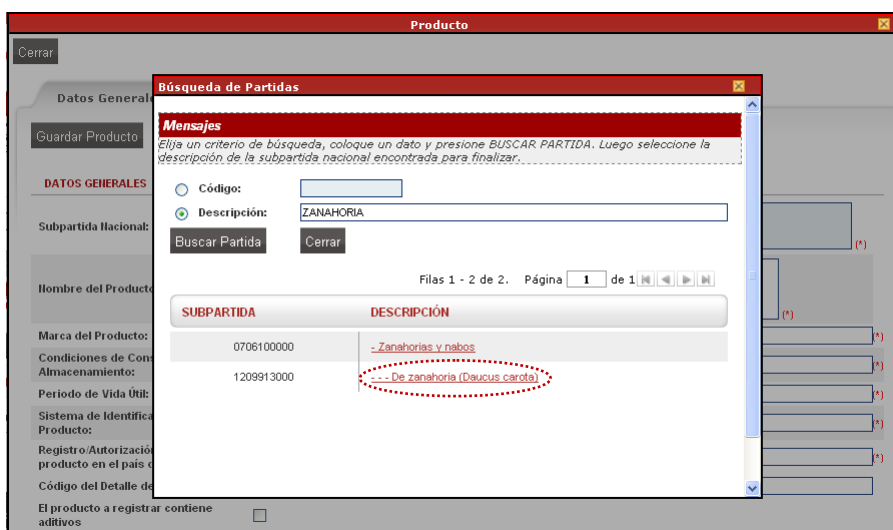 Producto
Cerrar
Datos Generale
Guardar Producto
DATOS GENERALES
Subpartida Nacional:
(*)
Nombre del Producto
(*)
Marca del Producto:
(*)
Condiciones de Cons
Almacenamiento:
(*)
Periodo de Vida Útil:
(*)
Sistema de Identifica
Producto:
(*)
Registro/Autorización
producto en el país d
(*)
Código del Detalle de
El producto a registrar contiene
aditivos
Búsqueda de Partidas
Mensajes
Elija un criterio de búsqueda, coloque un dato y presione BUSCAR PARTIDA. Luego seleccione la
descripción de la subpartida nacional encontrada para finalizar.
Código:
Descripción: ZANAHORIA
Buscar Partida Cerrar
Filas 1 - 2 de 2. Página 1 de 1
SUBPARTIDA DESCRIPCIÓN
0706100000 - Zanahorias y nabos
1209913000 - - - De zanahoria (Daucus carota)